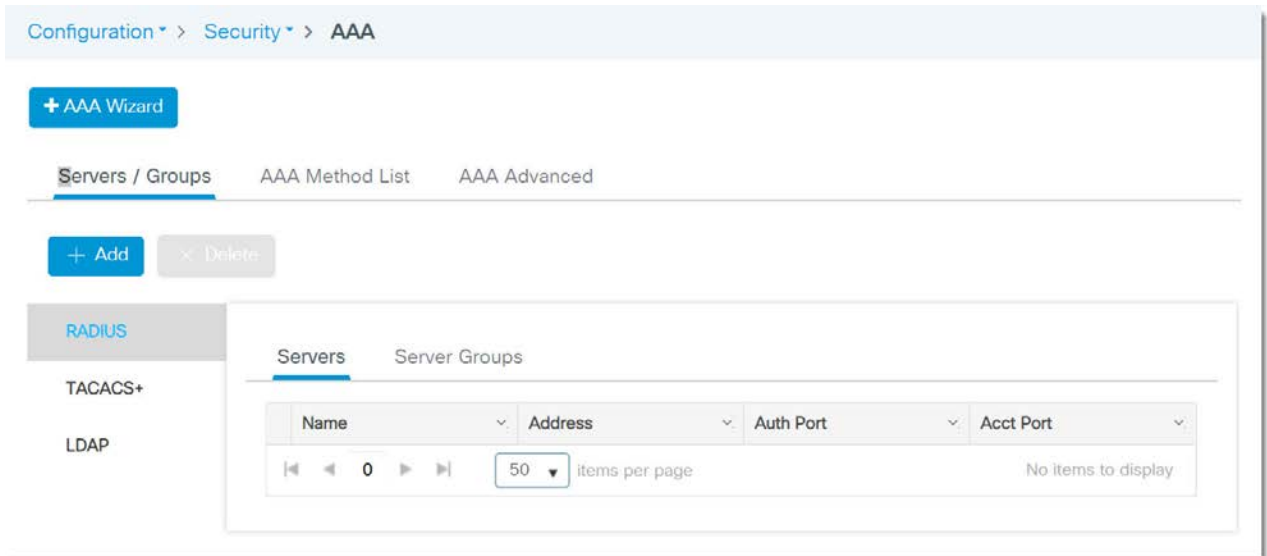 Configuration > Security > AAA
+ AAA Wizard
Servers / Groups AAA Method List AAA Advanced
+ Add × Delete
RADIUS
TACACS+
LDAP
Servers Server Groups
Name Address Auth Port Acct Port
0 50 items per page No items to display